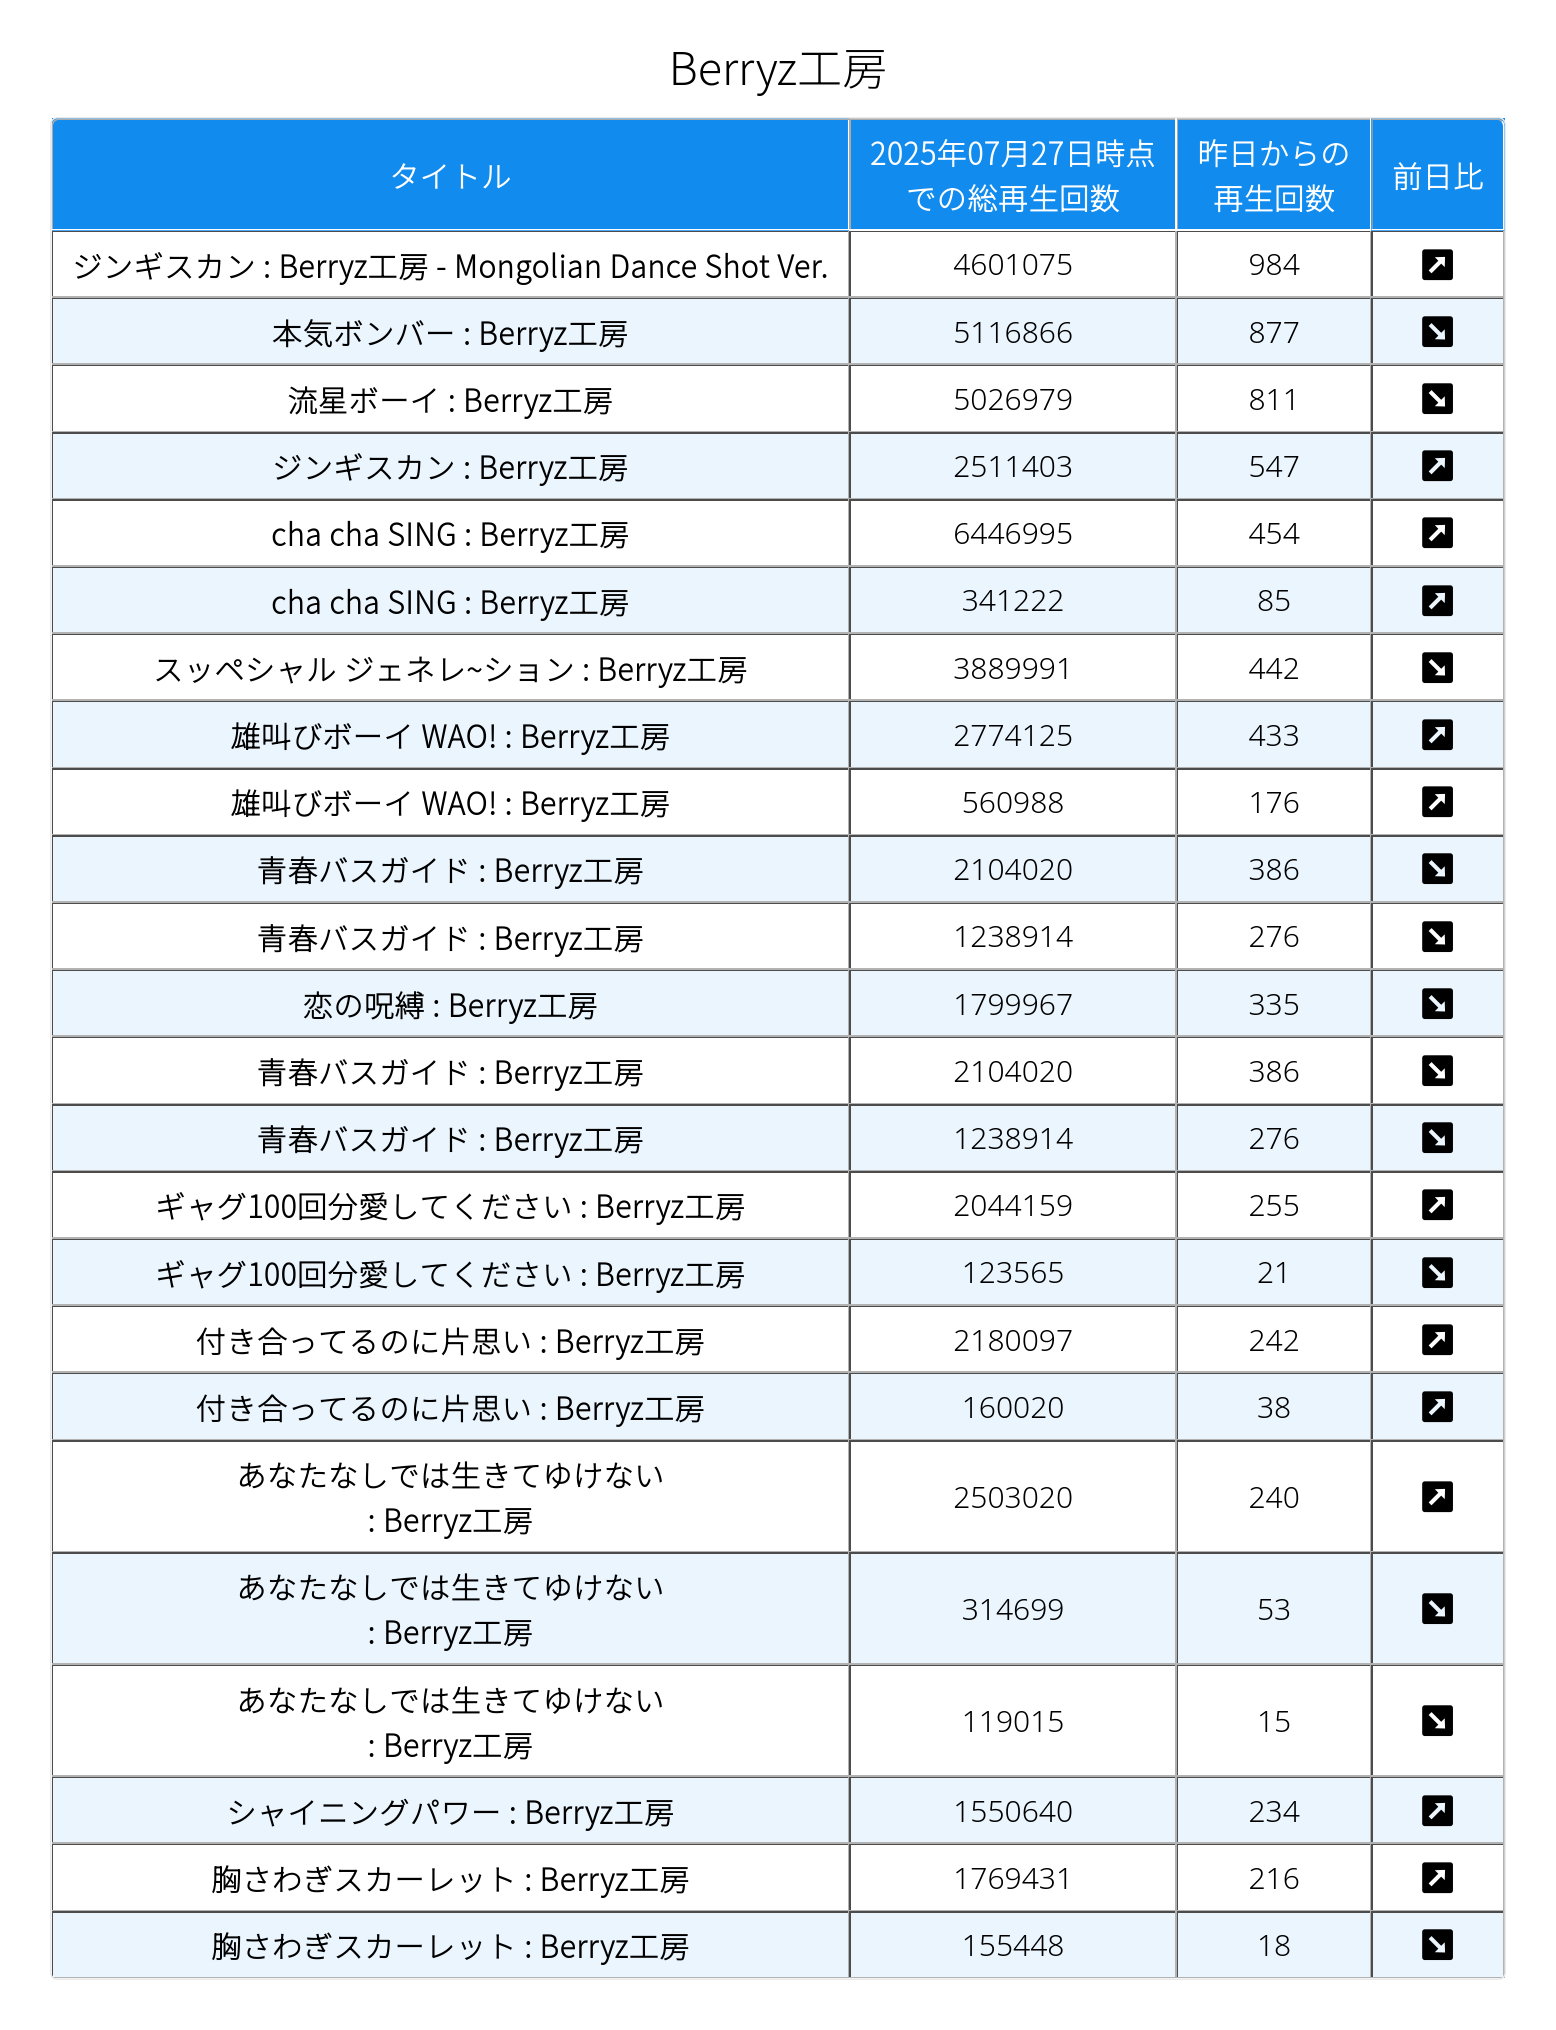 Berryz工房
タイトル
2025年07月27日時点
での総再生回数
昨日からの
再生回数
前日比
ジンギスカン : Berryz工房 - Mongolian Dance Shot Ver. 4601075 984
本気ボンバー : Berryz工房 5116866 877
流星ボーイ : Berryz工房 5026979 811
ジンギスカン : Berryz工房 2511403 547
cha cha SING : Berryz工房 6446995 454
cha cha SING : Berryz工房 341222 85
スッペシャル ジェネレ~ション : Berryz工房 3889991 442
雄叫びボーイ WAO! : Berryz工房 2774125 433
雄叫びボーイ WAO! : Berryz工房 560988 176
青春バスガイド : Berryz工房 2104020 386
青春バスガイド : Berryz工房 1238914 276
恋の呪縛 : Berryz工房 1799967 335
青春バスガイド : Berryz工房 2104020 386
青春バスガイド : Berryz工房 1238914 276
ギャグ100回分愛してください : Berryz工房 2044159 255
ギャグ100回分愛してください : Berryz工房 123565 21
付き合ってるのに片思い : Berryz工房 2180097 242
付き合ってるのに片思い : Berryz工房 160020 38
あなたなしでは生きてゆけない
: Berryz工房 2503020 240
あなたなしでは生きてゆけない
: Berryz工房 314699 53
あなたなしでは生きてゆけない
: Berryz工房 119015 15
シャイニングパワー : Berryz工房 1550640 234
胸さわぎスカーレット : Berryz工房 1769431 216
胸さわぎスカーレット : Berryz工房 155448 18